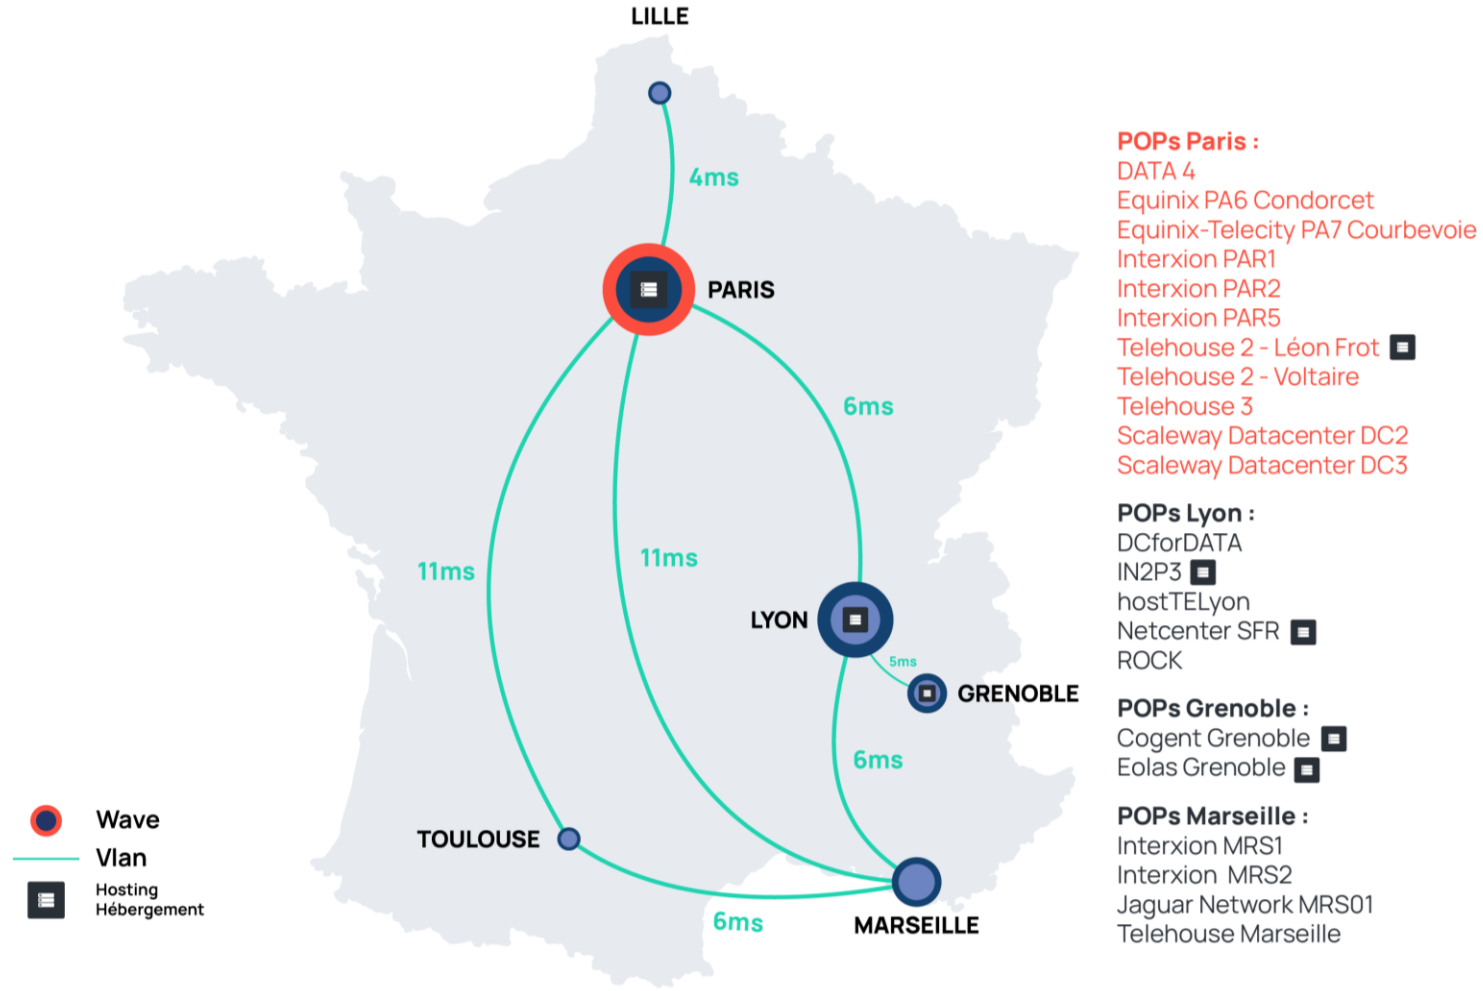 LILLE
4ms
PARIS
6ms
11ms
11ms
LYON
5ms
GRENOBLE
6ms
TOULOUSE
6ms
MARSEILLE
Wave
Vlan
Hosting
Hébergement
POPs Paris :
DATA 4
Equinix PA6 Condorcet
Equinix-Telecity PA7 Courbevoie
Interxion PAR1
Interxion PAR2
Interxion PAR5
Telehouse 2 - Léon Frot
Telehouse 2 - Voltaire
Telehouse 3
Scaleway Datacenter DC2
Scaleway Datacenter DC3
POPs Lyon :
DCforDATA
IN2P3
hostTELyon
Netcenter SFR
ROCK
POPs Grenoble :
Cogent Grenoble
Eolas Grenoble
POPs Marseille :
Interxion MRS1
Interxion MRS2
Jaguar Network MRS01
Telehouse Marseille